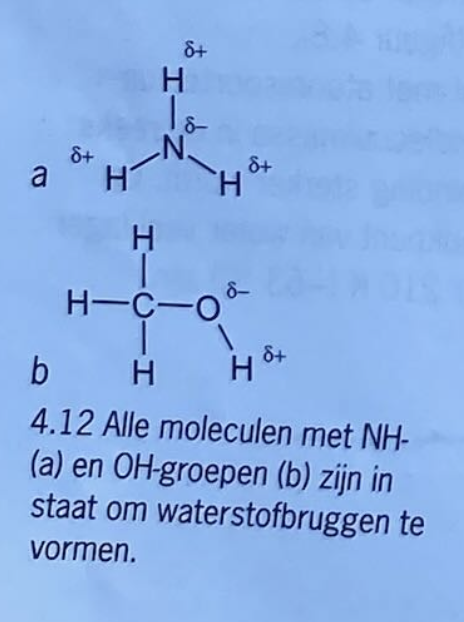 δ+
H
δ–
δ+ N δ+
a H H
H
H–C–O δ–
b H H δ+
4.12 Alle moleculen met NH-
(a) en OH-groepen (b) zijn in
staat om waterstofbruggen te
vormen.